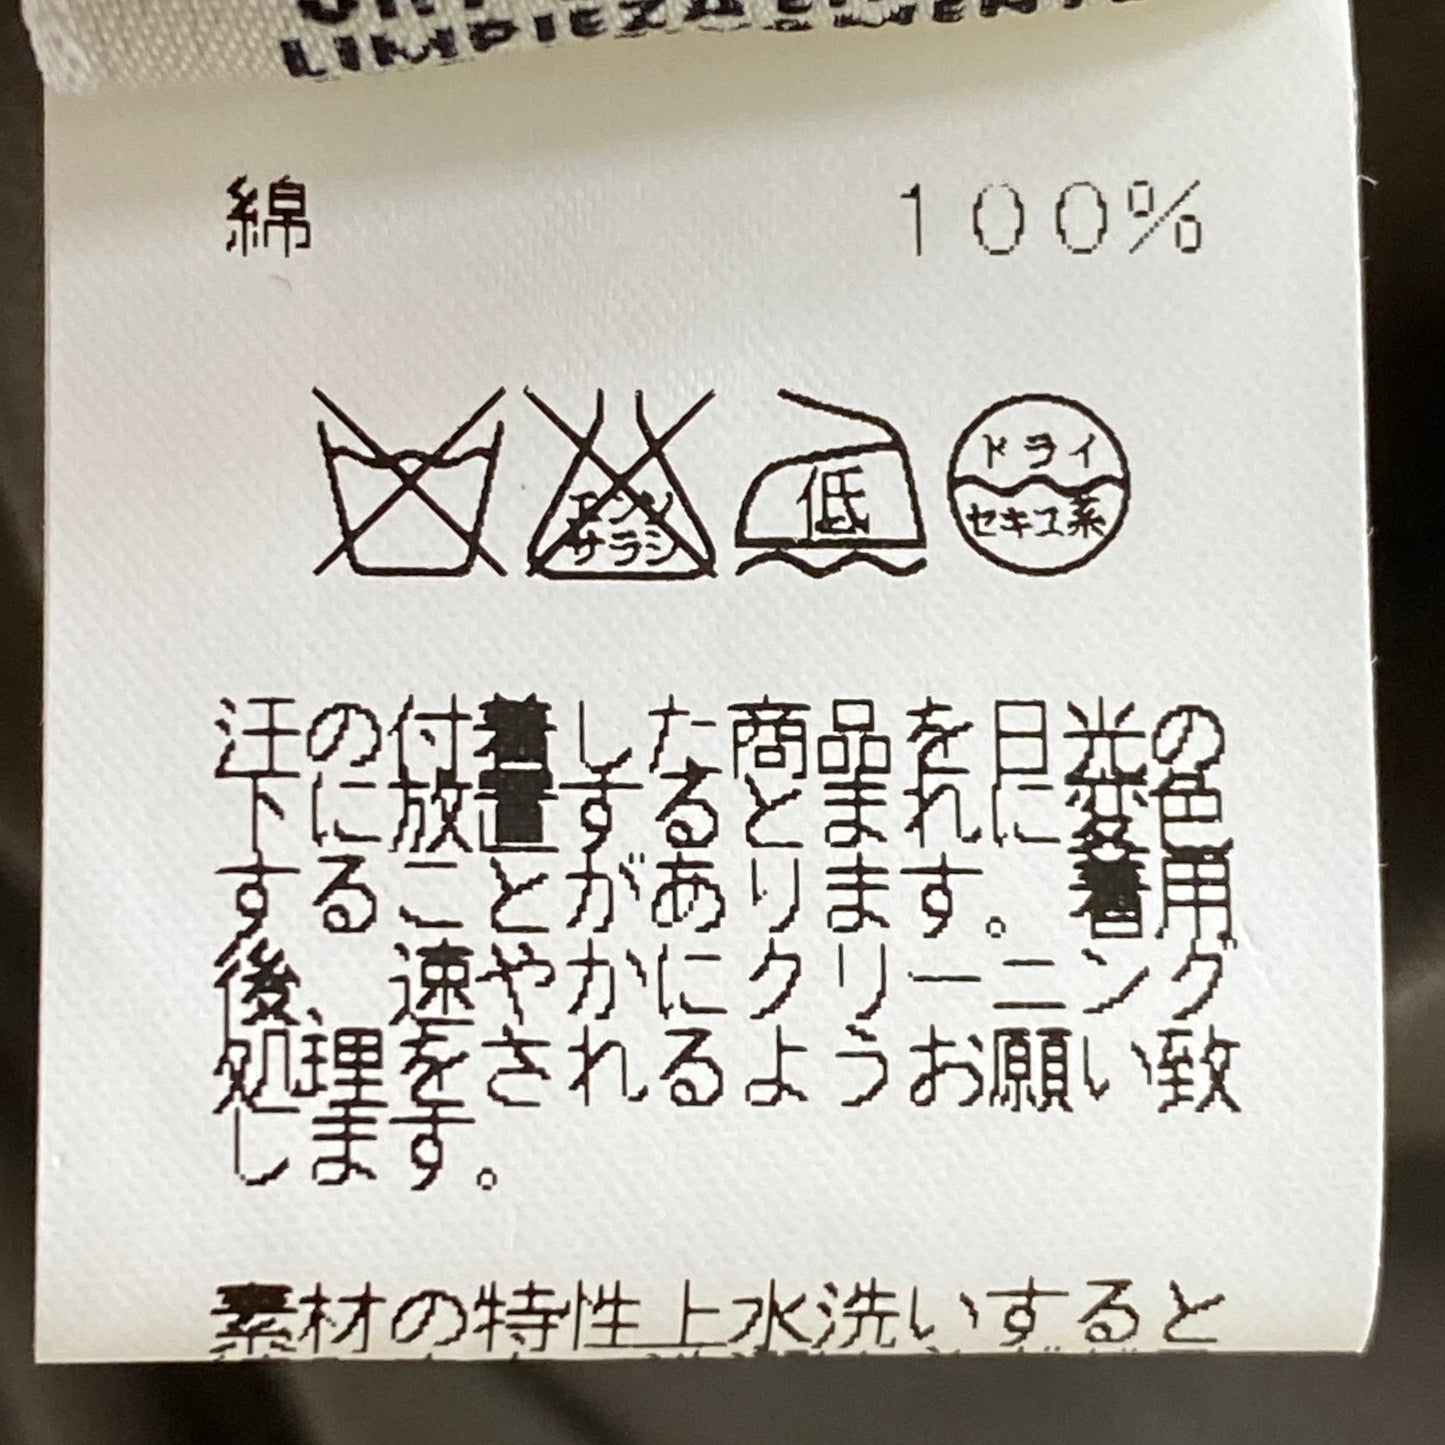 LIMPIEZA
綿 100%
エンソ
サラシ
低
ドライ
セキユ系
汗の付着した商品を日光の
下に放置するとまれに変色
することがあります。着用
後、速やかにクリーニング
処理をされるようお願い致
します。
素材の特性上水洗いすると